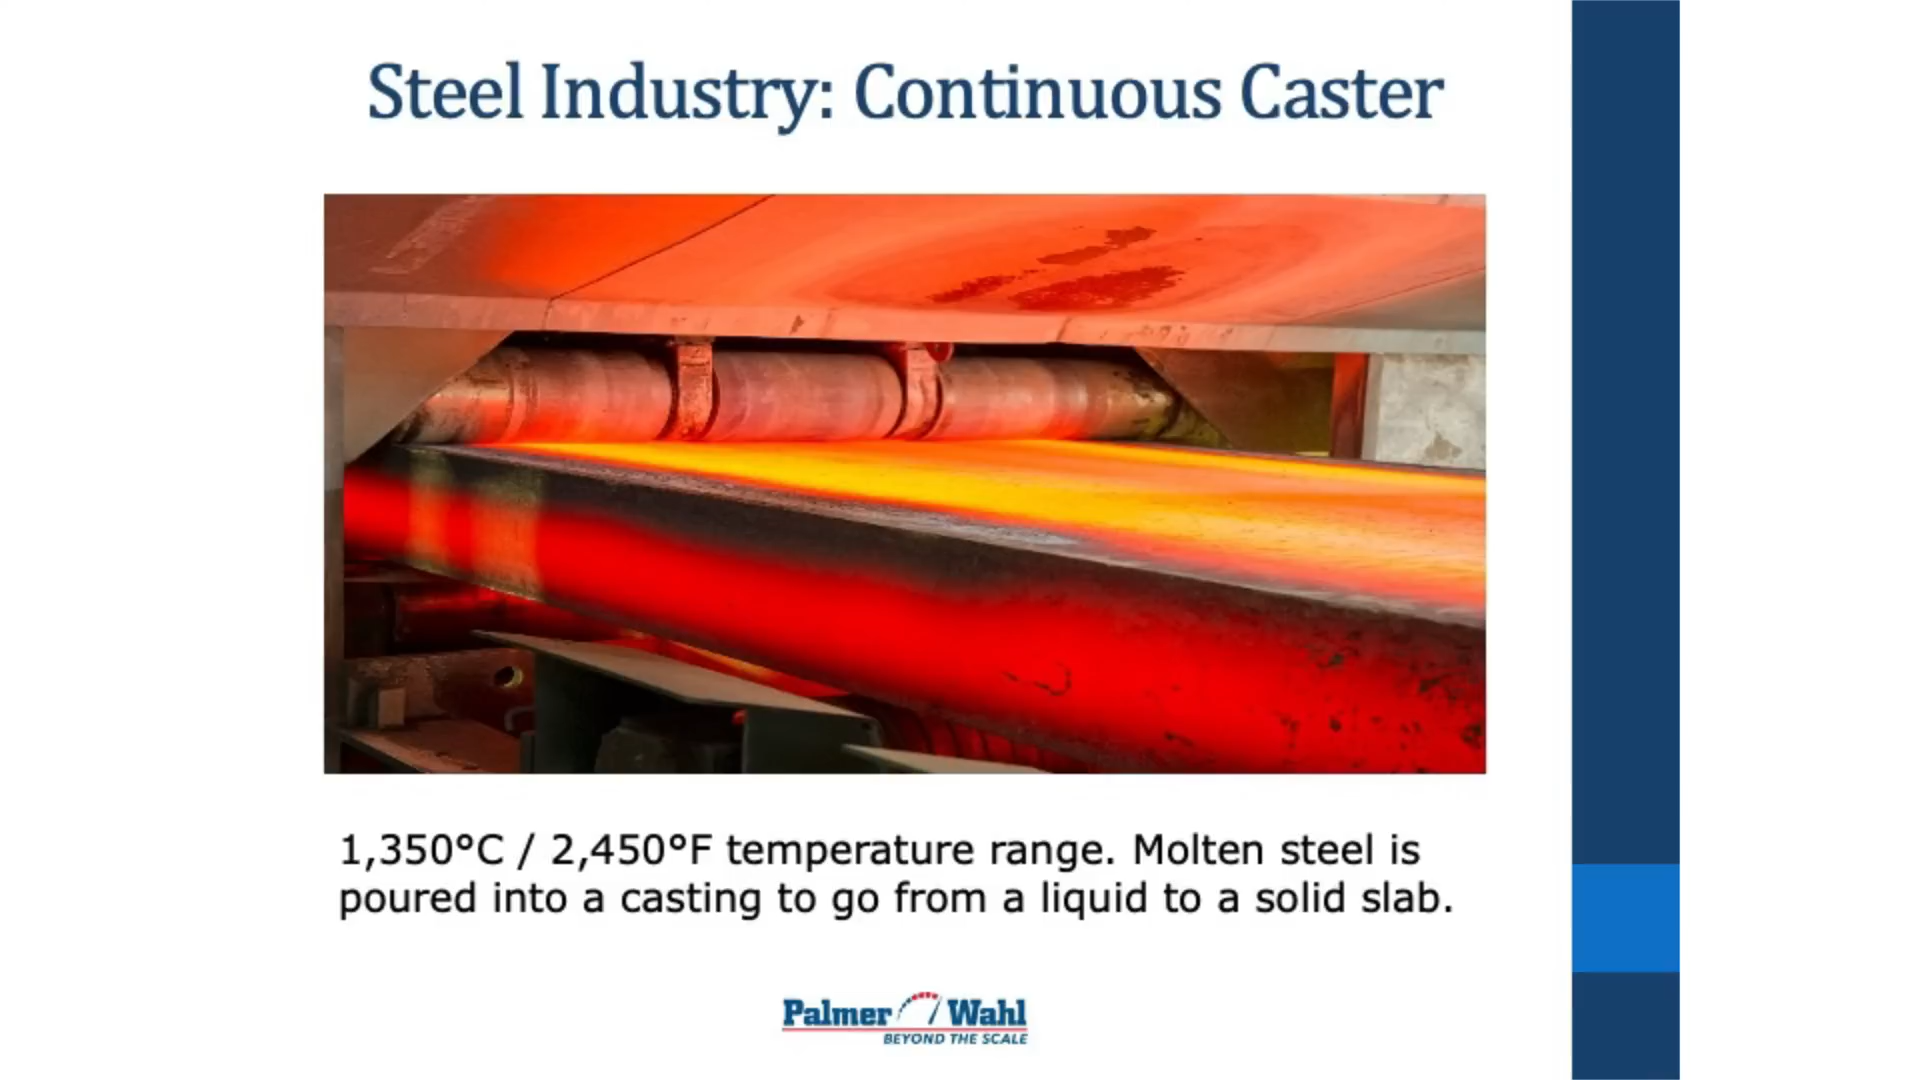 Steel Industry: Continuous Caster
1,350°C / 2,450°F temperature range. Molten steel is
poured into a casting to go from a liquid to a solid slab.
Palmer Wahl
BEYOND THE SCALE